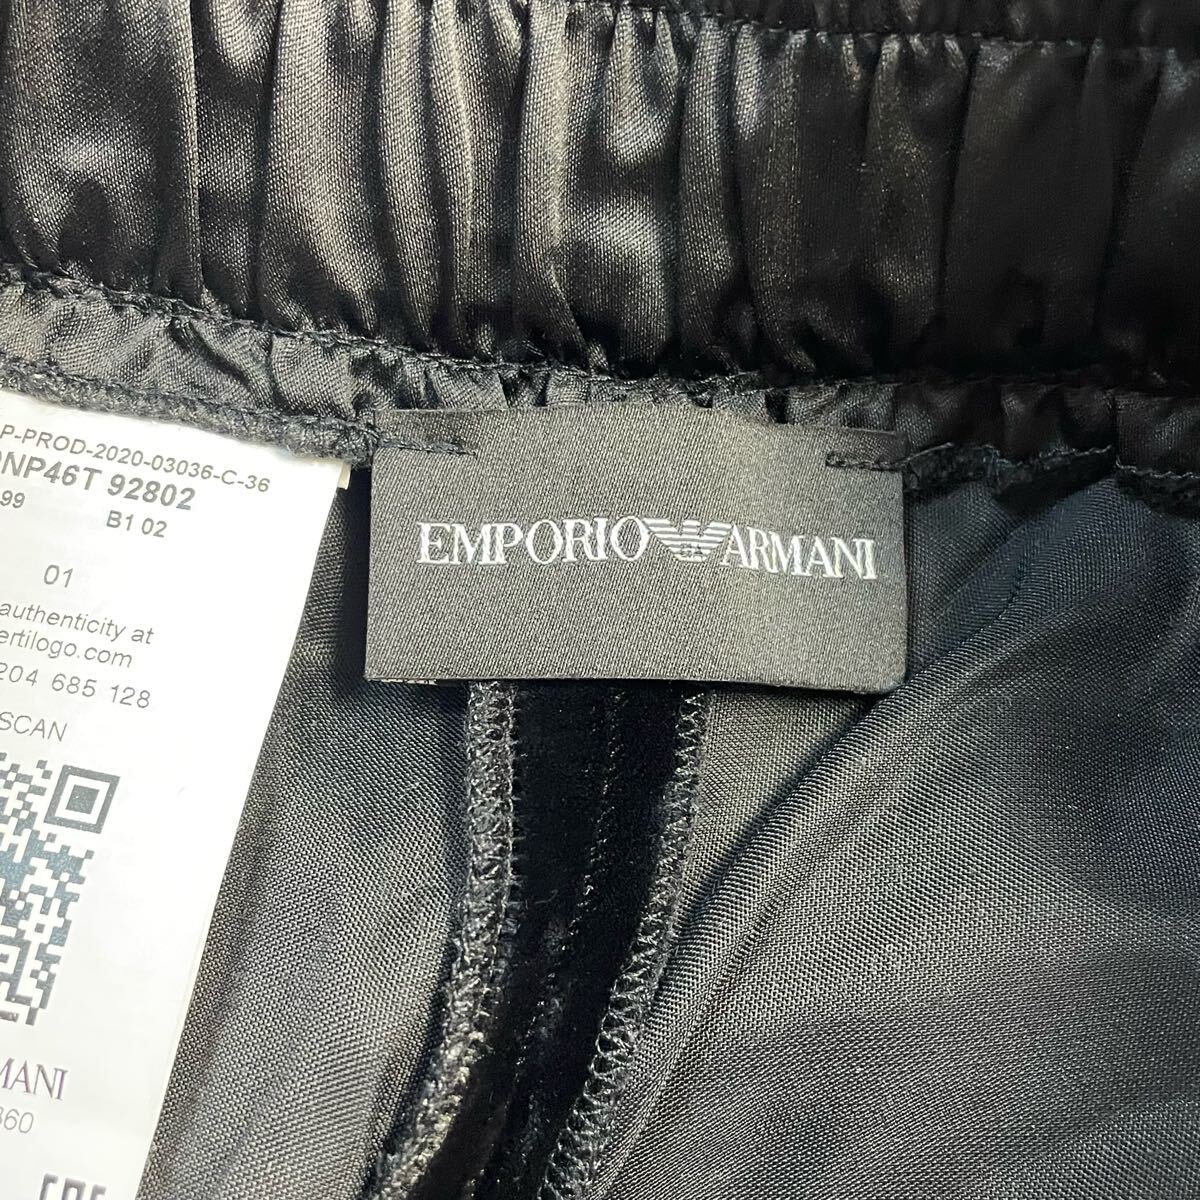 P-PROD-2020-03036-C-36
NP46T 92802
99 B1 02
01
authenticity at
ertilogo.com
204 685 128
SCAN
MANI
360
EMPORIO ARMANI